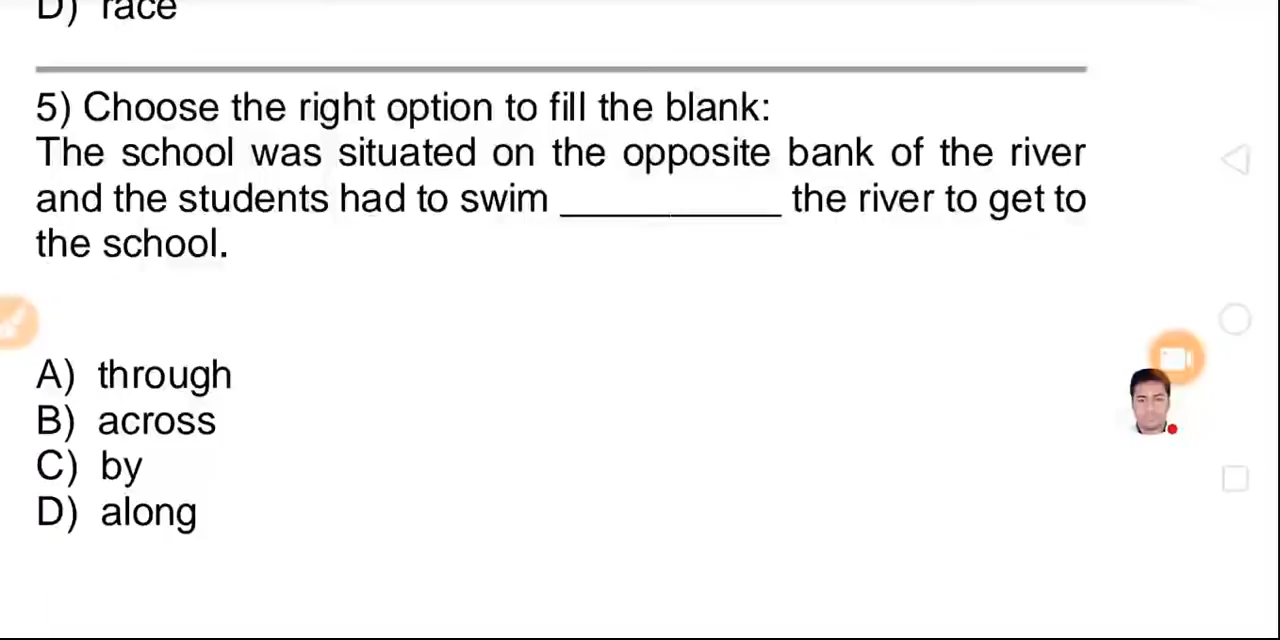 D) race
5) Choose the right option to fill the blank:
The school was situated on the opposite bank of the river
and the students had to swim __________ the river to get to
the school.
A) through
B) across
C) by
D) along